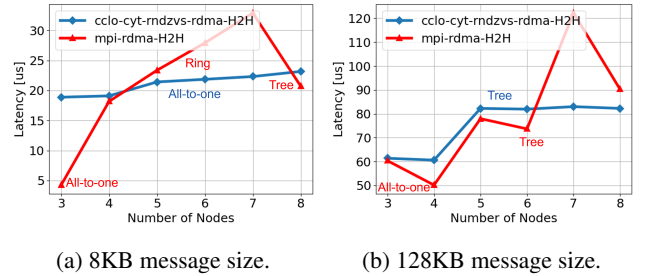 cclo-cyt-rndzvs-rdma-H2H
mpi-rdma-H2H
30
25
20
15
10
5
Latency [us]
Ring
All-to-one
Tree
All-to-one
3 4 5 6 7 8
Number of Nodes
(a) 8KB message size.
cclo-cyt-rndzvs-rdma-H2H
mpi-rdma-H2H
120
110
100
90
80
70
60
50
Latency [us]
Tree
Tree
All-to-one
3 4 5 6 7 8
Number of Nodes
(b) 128KB message size.